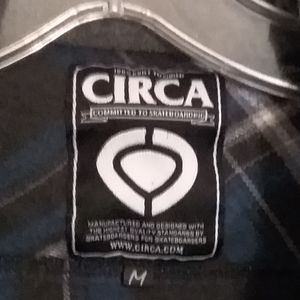 CIRCA
COMMITTED TO SKATEBOARDING
MANUFACTURED AND DESIGNED WITH
THE HIGHEST QUALITY STANDARDS BY
SKATEBOARDERS FOR SKATEBOARDERS
WWW.CIRCA.COM
M